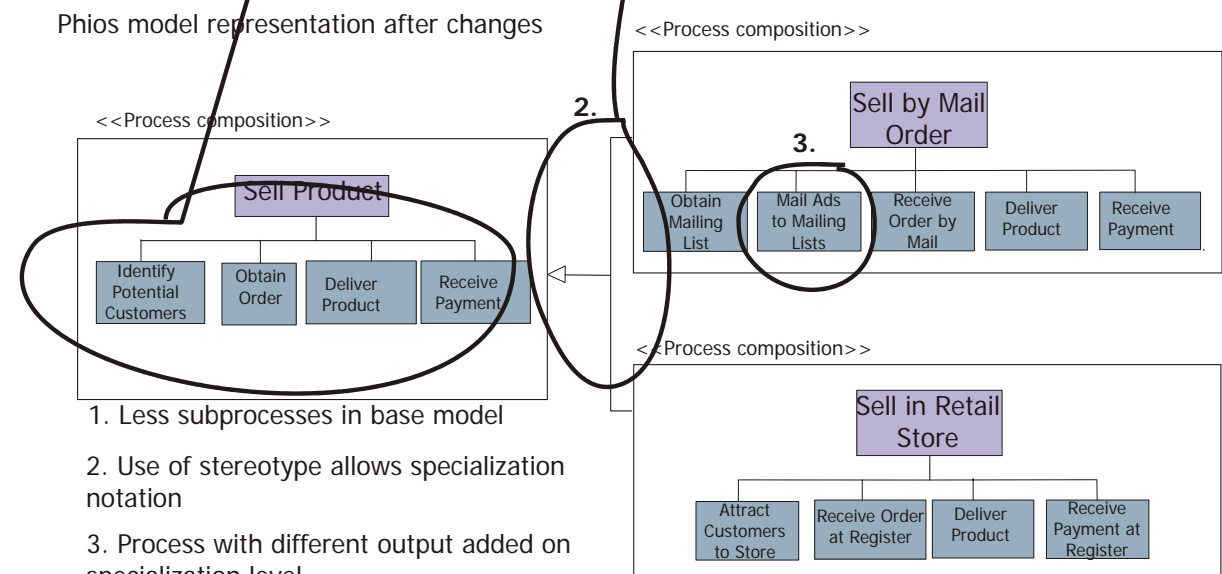 Phios model representation after changes
<<Process composition>>
Sell Product
Identify
Potential
Customers
Obtain
Order
Deliver
Product
Receive
Payment
1. Less subprocesses in base model
2. Use of stereotype allows specialization
notation
3. Process with different output added on
specialization level
2.
<<Process composition>>
Sell by Mail
Order
3.
Obtain
Mailing
List
Mail Ads
to Mailing
Lists
Receive
Order by
Mail
Deliver
Product
Receive
Payment
<<Process composition>>
Sell in Retail
Store
Attract
Customers
to Store
Receive Order
at Register
Deliver
Product
Receive
Payment at
Register